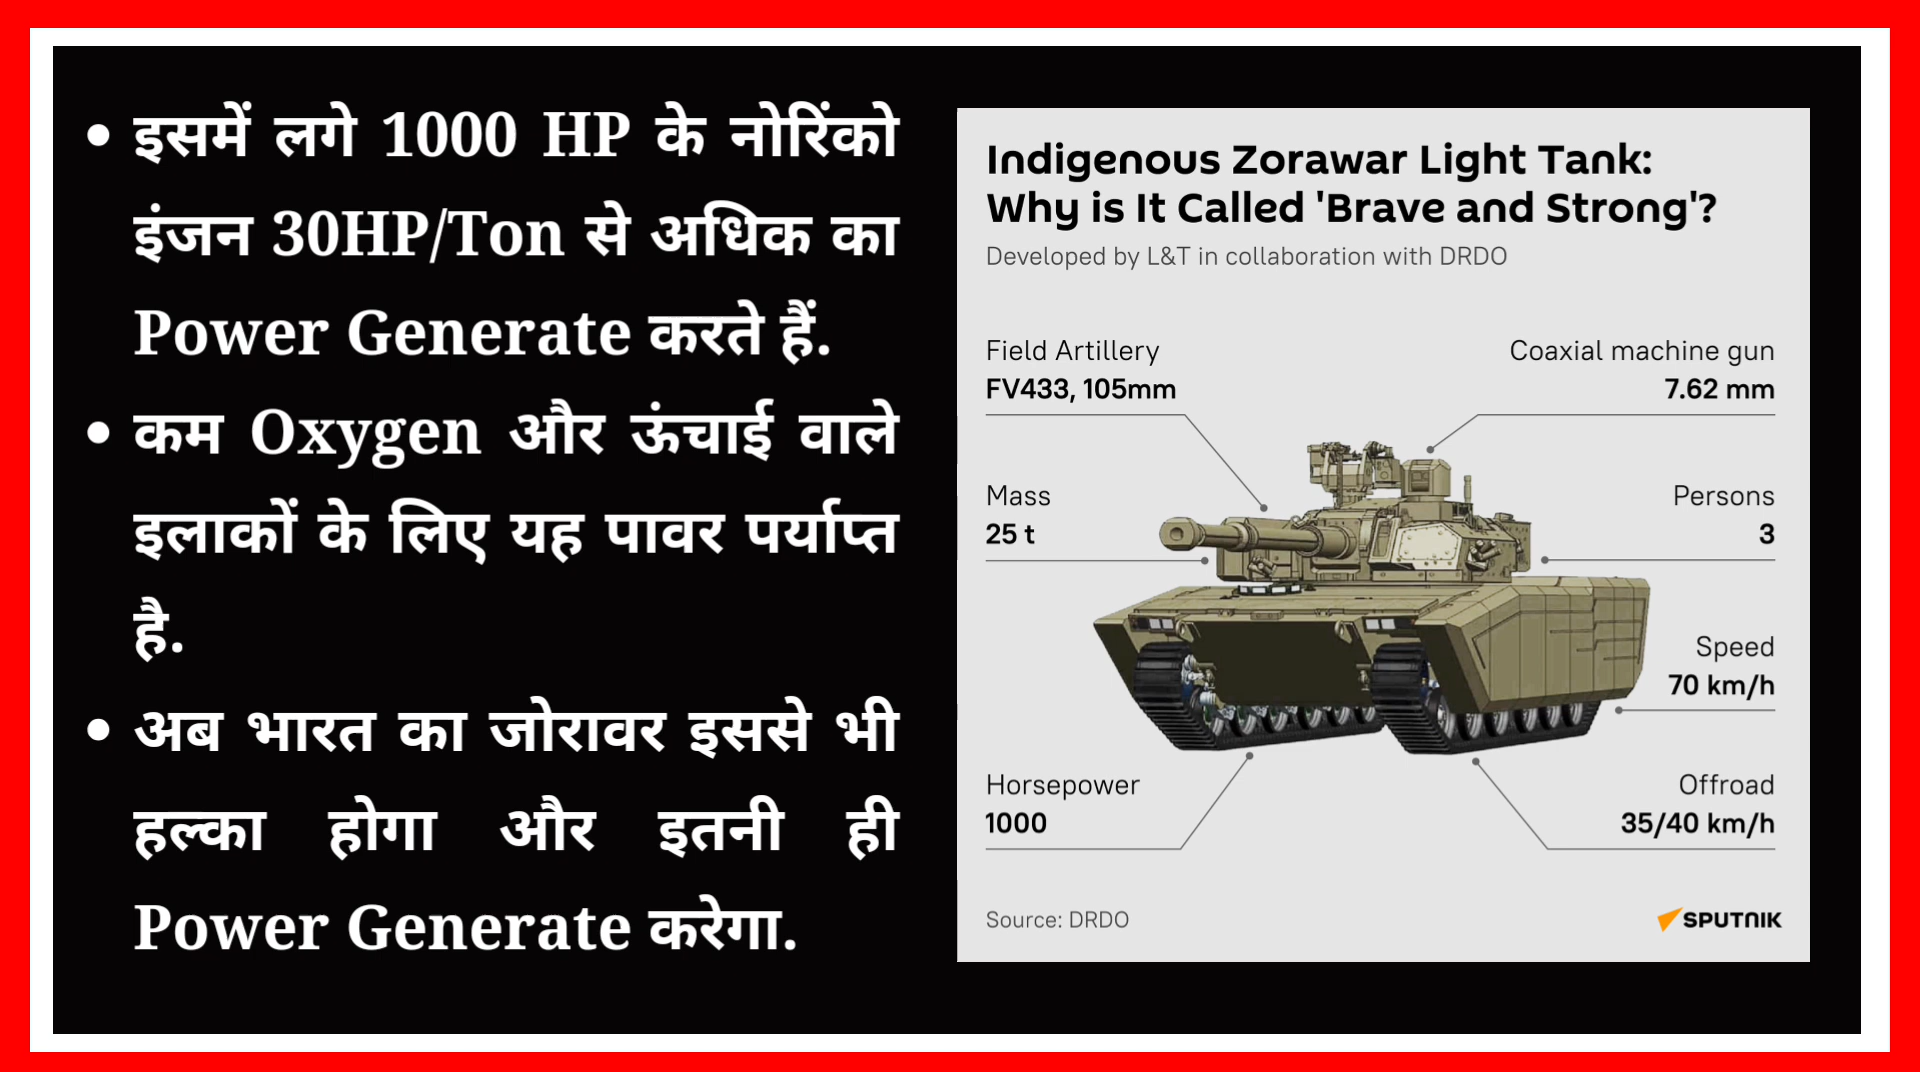 • इसमें लगे 1000 HP के नोरिंको
इंजन 30HP/Ton से अधिक का
Power Generate करते हैं.
• कम Oxygen और ऊंचाई वाले
इलाकों के लिए यह पावर पर्याप्त
है.
• अब भारत का जोरावर इससे भी
हल्का होगा और इतनी ही
Power Generate करेगा.
Indigenous Zorawar Light Tank:
Why is It Called 'Brave and Strong'?
Developed by L&T in collaboration with DRDO
Field Artillery
FV433, 105mm
Coaxial machine gun
7.62 mm
Mass
25 t
Persons
3
Speed
70 km/h
Horsepower
1000
Offroad
35/40 km/h
Source: DRDO
SPUTNIK